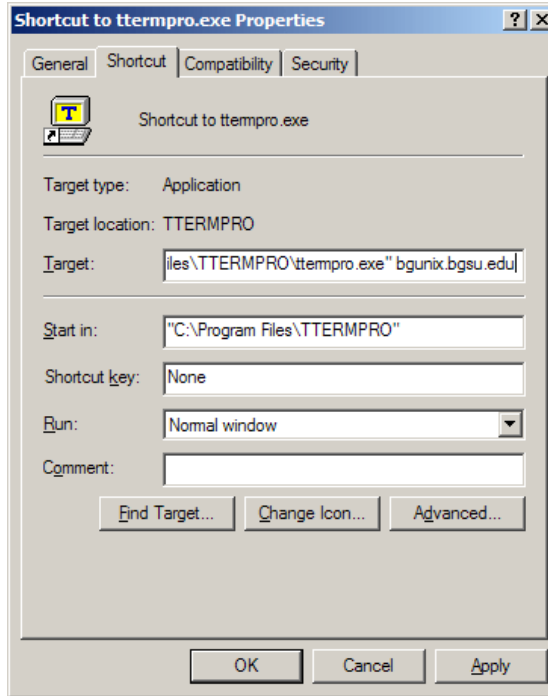 Shortcut to ttermpro.exe Properties
General Shortcut Compatibility Security
T
Shortcut to ttermpro.exe
Target type: Application
Target location: TTERMPRO
Target: iles\TTERMPRO\ttermpro.exe" bgunix.bgsu.edu
Start in: "C:\Program Files\TTERMPRO"
Shortcut key: None
Run: Normal window
Comment:
Find Target... Change Icon... Advanced...
OK Cancel Apply